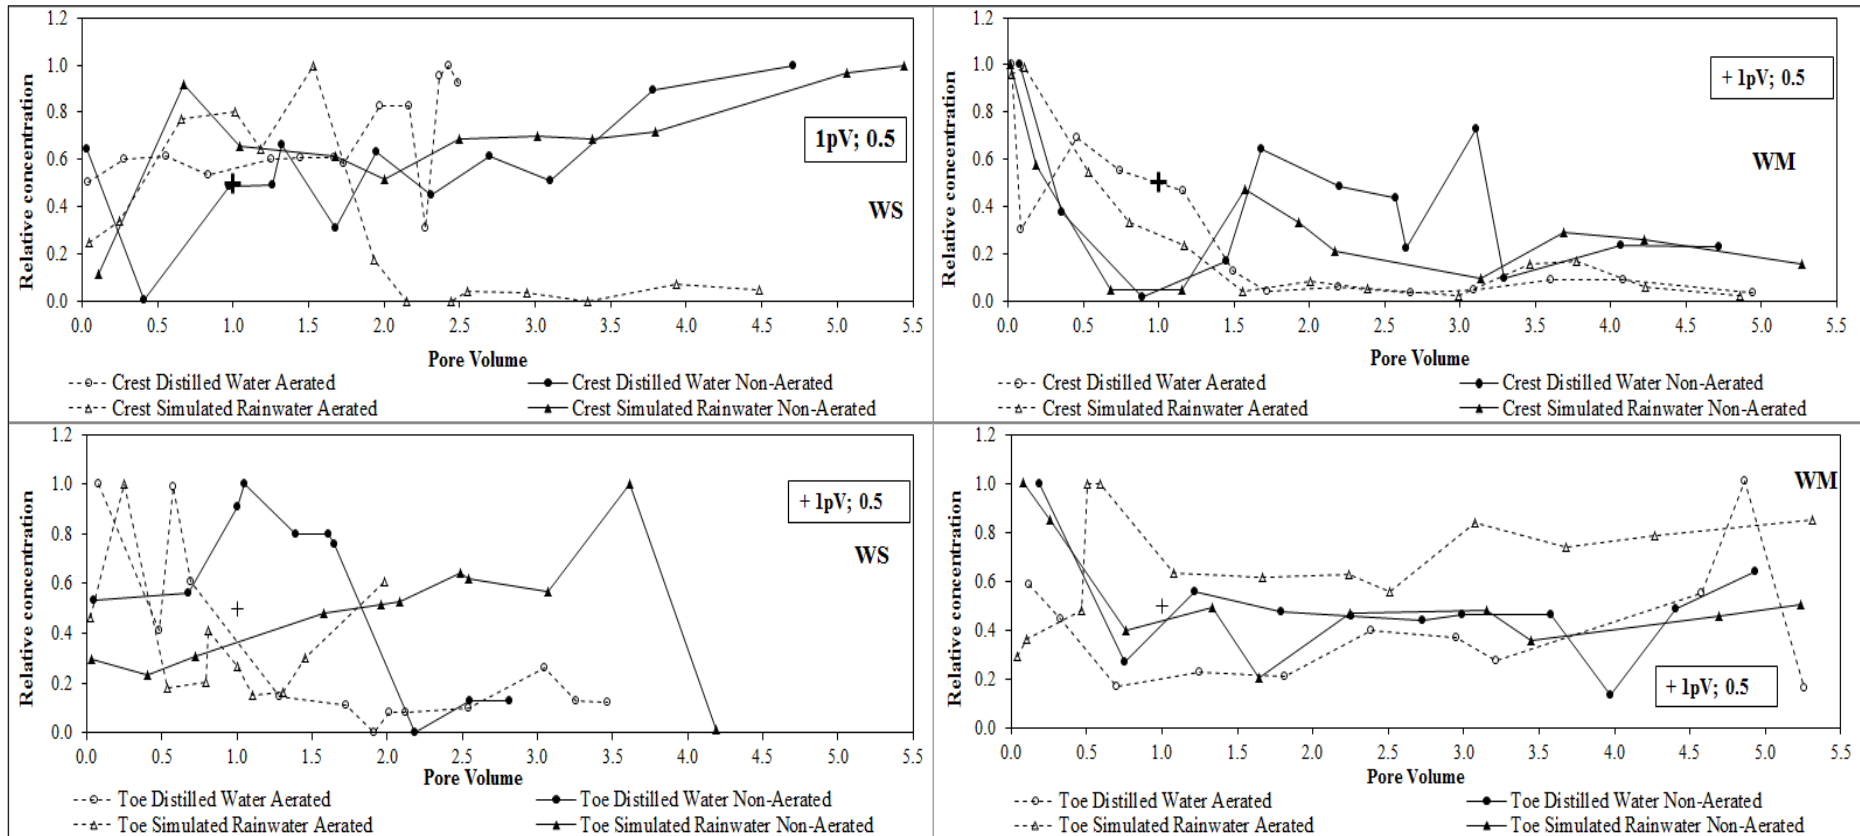 1.2
1.0
0.8
0.6
0.4
0.2
0.0
Relative concentration
1pV; 0.5
WS
0.0 0.5 1.0 1.5 2.0 2.5 3.0 3.5 4.0 4.5 5.0 5.5
Pore Volume
Crest Distilled Water Aerated Crest Distilled Water Non-Aerated
Crest Simulated Rainwater Aerated Crest Simulated Rainwater Non-Aerated
1.2
1.0
0.8
0.6
0.4
0.2
0.0
Relative concentration
+ 1pV; 0.5
WM
0.0 0.5 1.0 1.5 2.0 2.5 3.0 3.5 4.0 4.5 5.0 5.5
Pore Volume
Crest Distilled Water Aerated Crest Distilled Water Non-Aerated
Crest Simulated Rainwater Aerated Crest Simulated Rainwater Non-Aerated
1.2
1.0
0.8
0.6
0.4
0.2
0.0
Relative concentration
+ 1pV; 0.5
WS
0.0 0.5 1.0 1.5 2.0 2.5 3.0 3.5 4.0 4.5 5.0 5.5
Pore Volume
Toe Distilled Water Aerated Toe Distilled Water Non-Aerated
Toe Simulated Rainwater Aerated Toe Simulated Rainwater Non-Aerated
1.2
1.0
0.8
0.6
0.4
0.2
0.0
Relative concentration
WM
+ 1pV; 0.5
0.0 0.5 1.0 1.5 2.0 2.5 3.0 3.5 4.0 4.5 5.0 5.5
Pore Volume
Toe Distilled Water Aerated Toe Distilled Water Non-Aerated
Toe Simulated Rainwater Aerated Toe Simulated Rainwater Non-Aerated